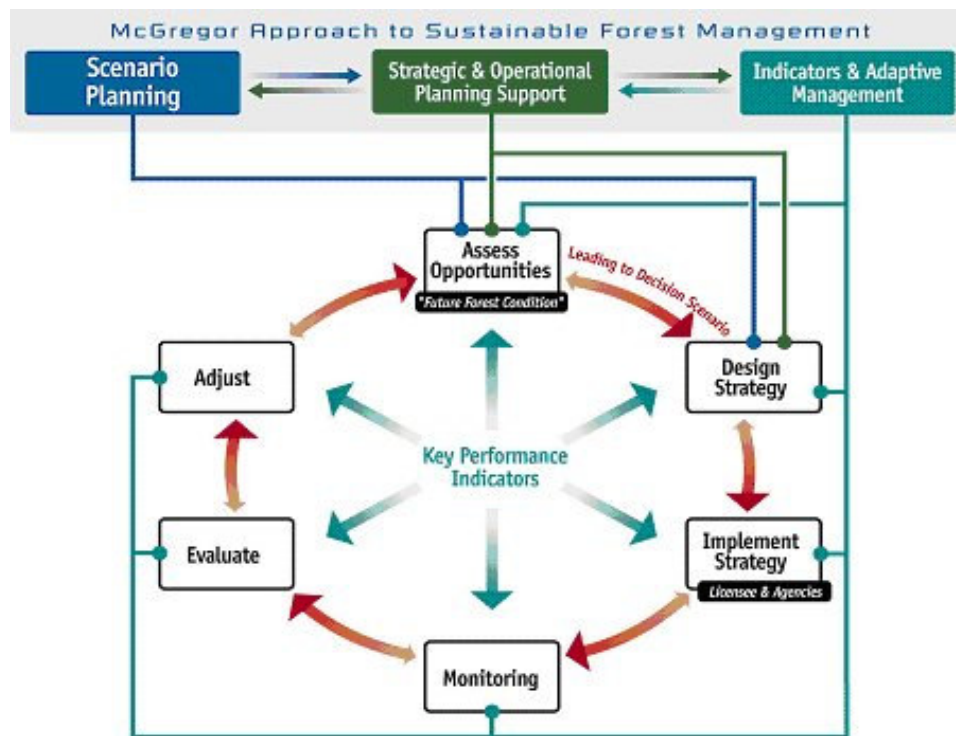 McGregor Approach to Sustainable Forest Management
Scenario
Planning
Strategic & Operational
Planning Support
Indicators & Adaptive
Management
Assess
Opportunities
"Future Forest Condition"
Leading to Decision Scenario
Adjust
Design
Strategy
Key Performance
Indicators
Evaluate
Implement
Strategy
Licensee & Agencies
Monitoring